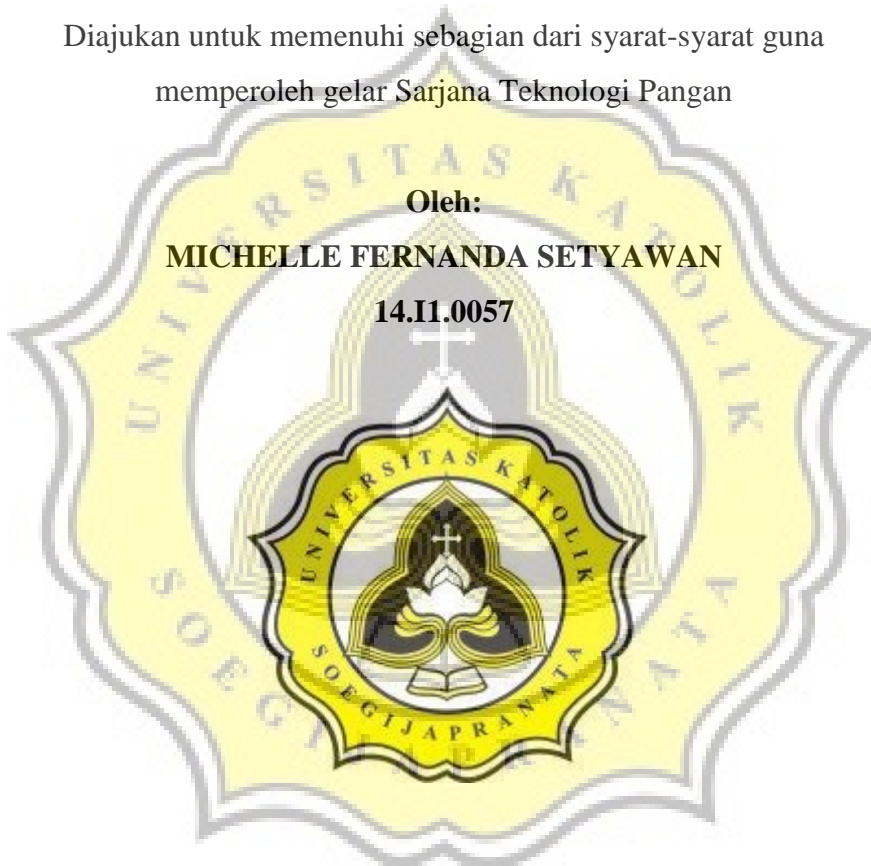 Diajukan untuk memenuhi sebagian dari syarat-syarat guna
memperoleh gelar Sarjana Teknologi Pangan
Oleh:
MICHELLE FERNANDA SETYAWAN
14.I1.0057
UNIVERSITAS KATOLIK
SOEGIJAPRANATA
UNIVERSITAS KATOLIK
SOEGIJAPRANATA